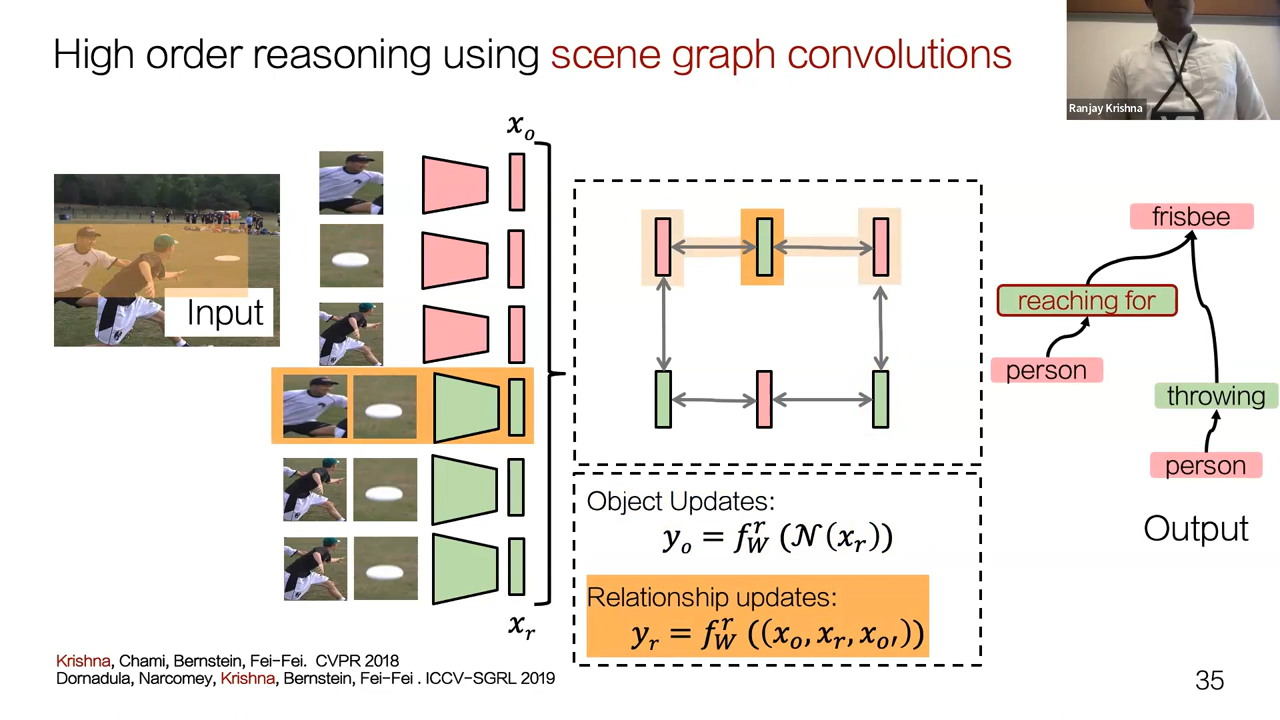 High order reasoning using scene graph convolutions
Ranjay Krishna
xₒ
Input
frisbee
reaching for
person
throwing
person
Output
Object Updates:
yₒ = f_W^r (𝒩(xᵣ))
Relationship updates:
yᵣ = f_W^r ((xₒ, xᵣ, xₒ′))
xᵣ
Krishna, Chami, Bernstein, Fei-Fei. CVPR 2018
Dornadula, Narcomey, Krishna, Bernstein, Fei-Fei . ICCV-SGRL 2019
35